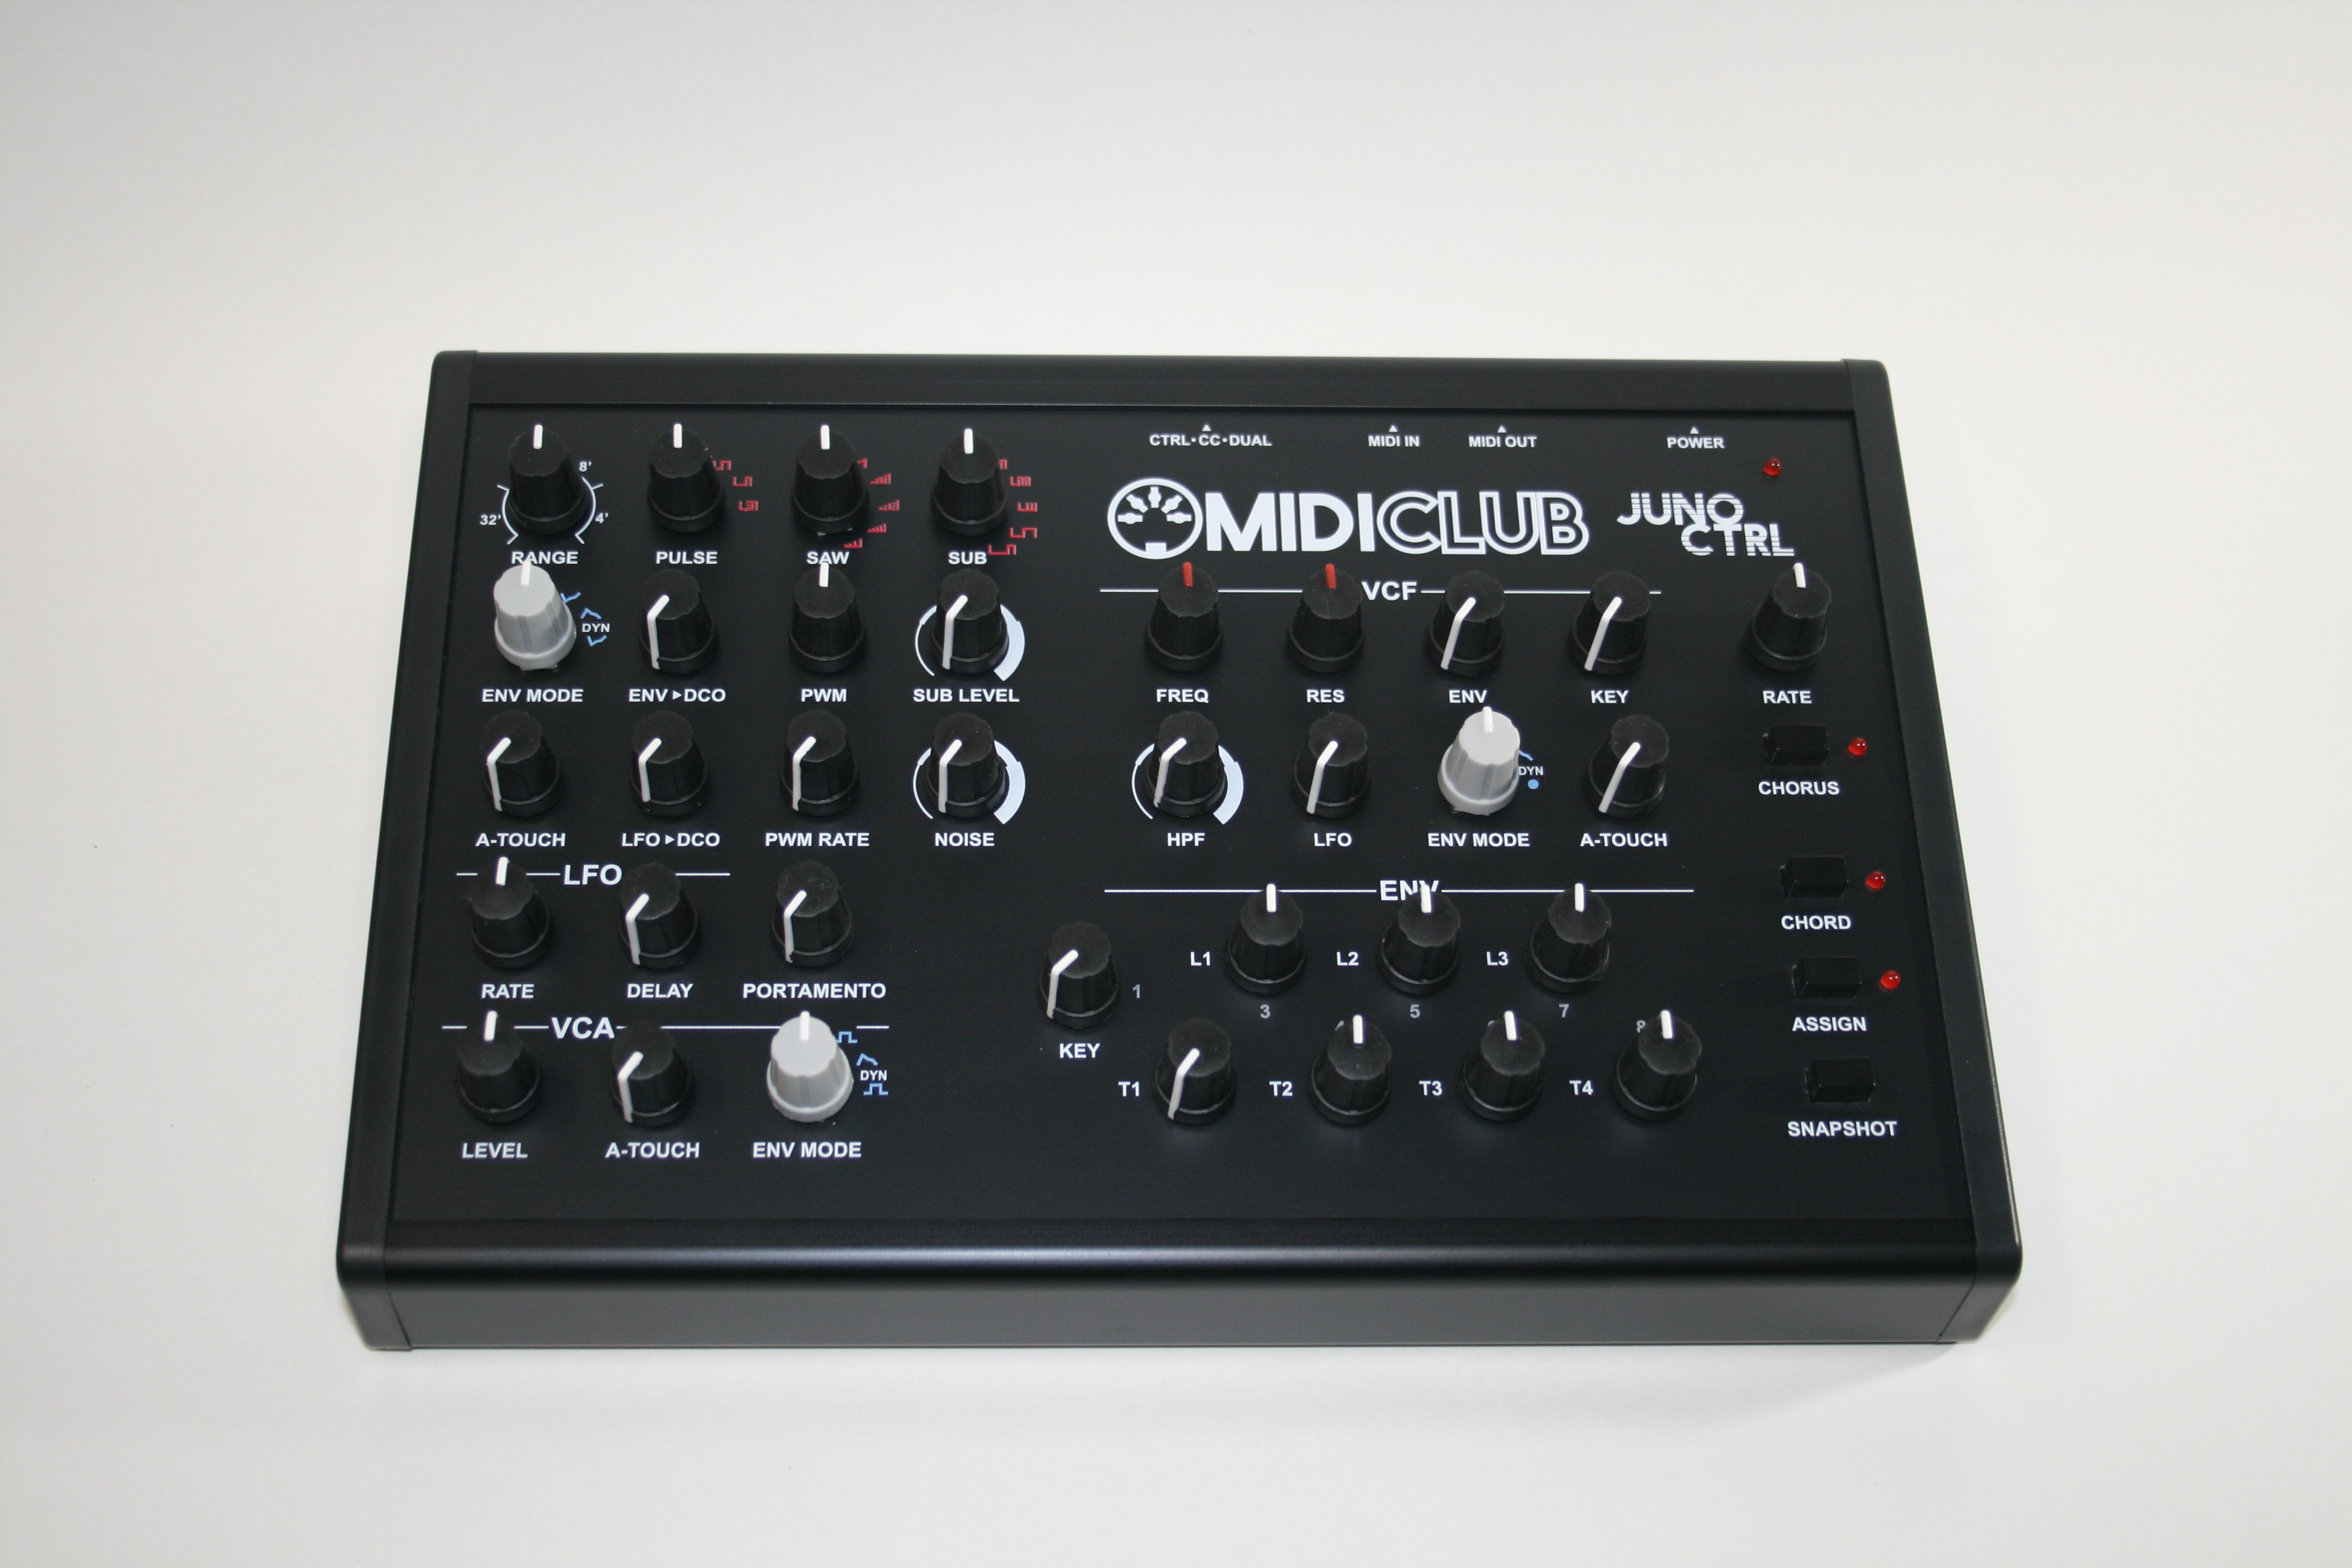 CTRL•CC•DUAL
MIDI IN
MIDI OUT
POWER
MIDICLUB
JUNO
CTRL
8'
32'
4'
RANGE
PULSE
SAW
SUB
DYN
ENV MODE
ENV▸DCO
PWM
SUB LEVEL
VCF
FREQ
RES
ENV
KEY
RATE
A-TOUCH
LFO▸DCO
PWM RATE
NOISE
HPF
LFO
DYN
ENV MODE
A-TOUCH
CHORUS
LFO
RATE
DELAY
PORTAMENTO
ENV
KEY
1
L1
3
L2
5
L3
7
CHORD
VCA
LEVEL
A-TOUCH
DYN
ENV MODE
T1
T2
T3
T4
8
ASSIGN
SNAPSHOT